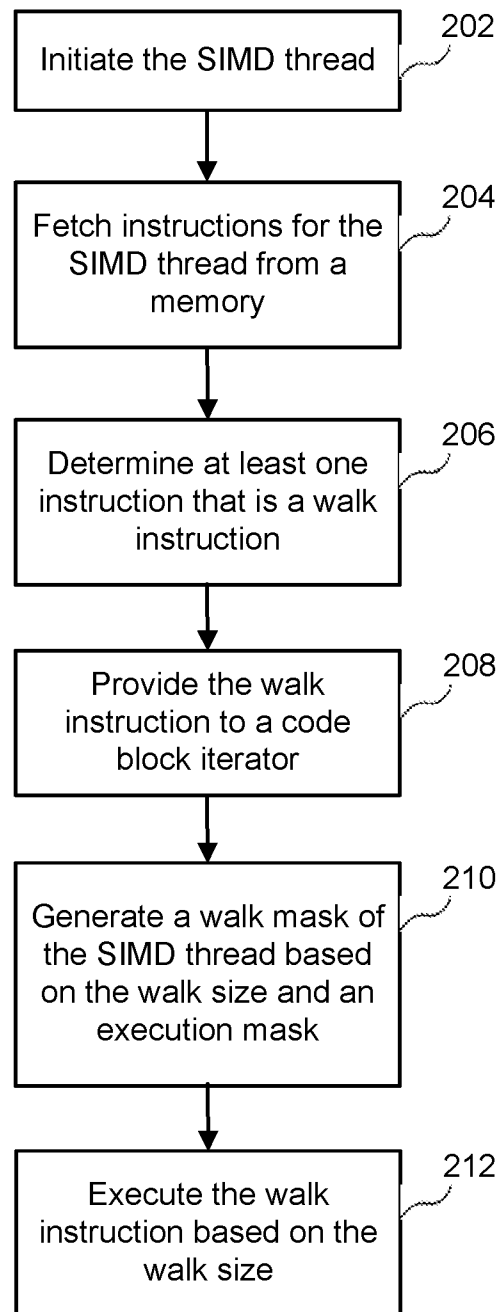 202
Initiate the SIMD thread
204
Fetch instructions for the
SIMD thread from a
memory
206
Determine at least one
instruction that is a walk
instruction
208
Provide the walk
instruction to a code
block iterator
210
Generate a walk mask of
the SIMD thread based
on the walk size and an
execution mask
212
Execute the walk
instruction based on the
walk size